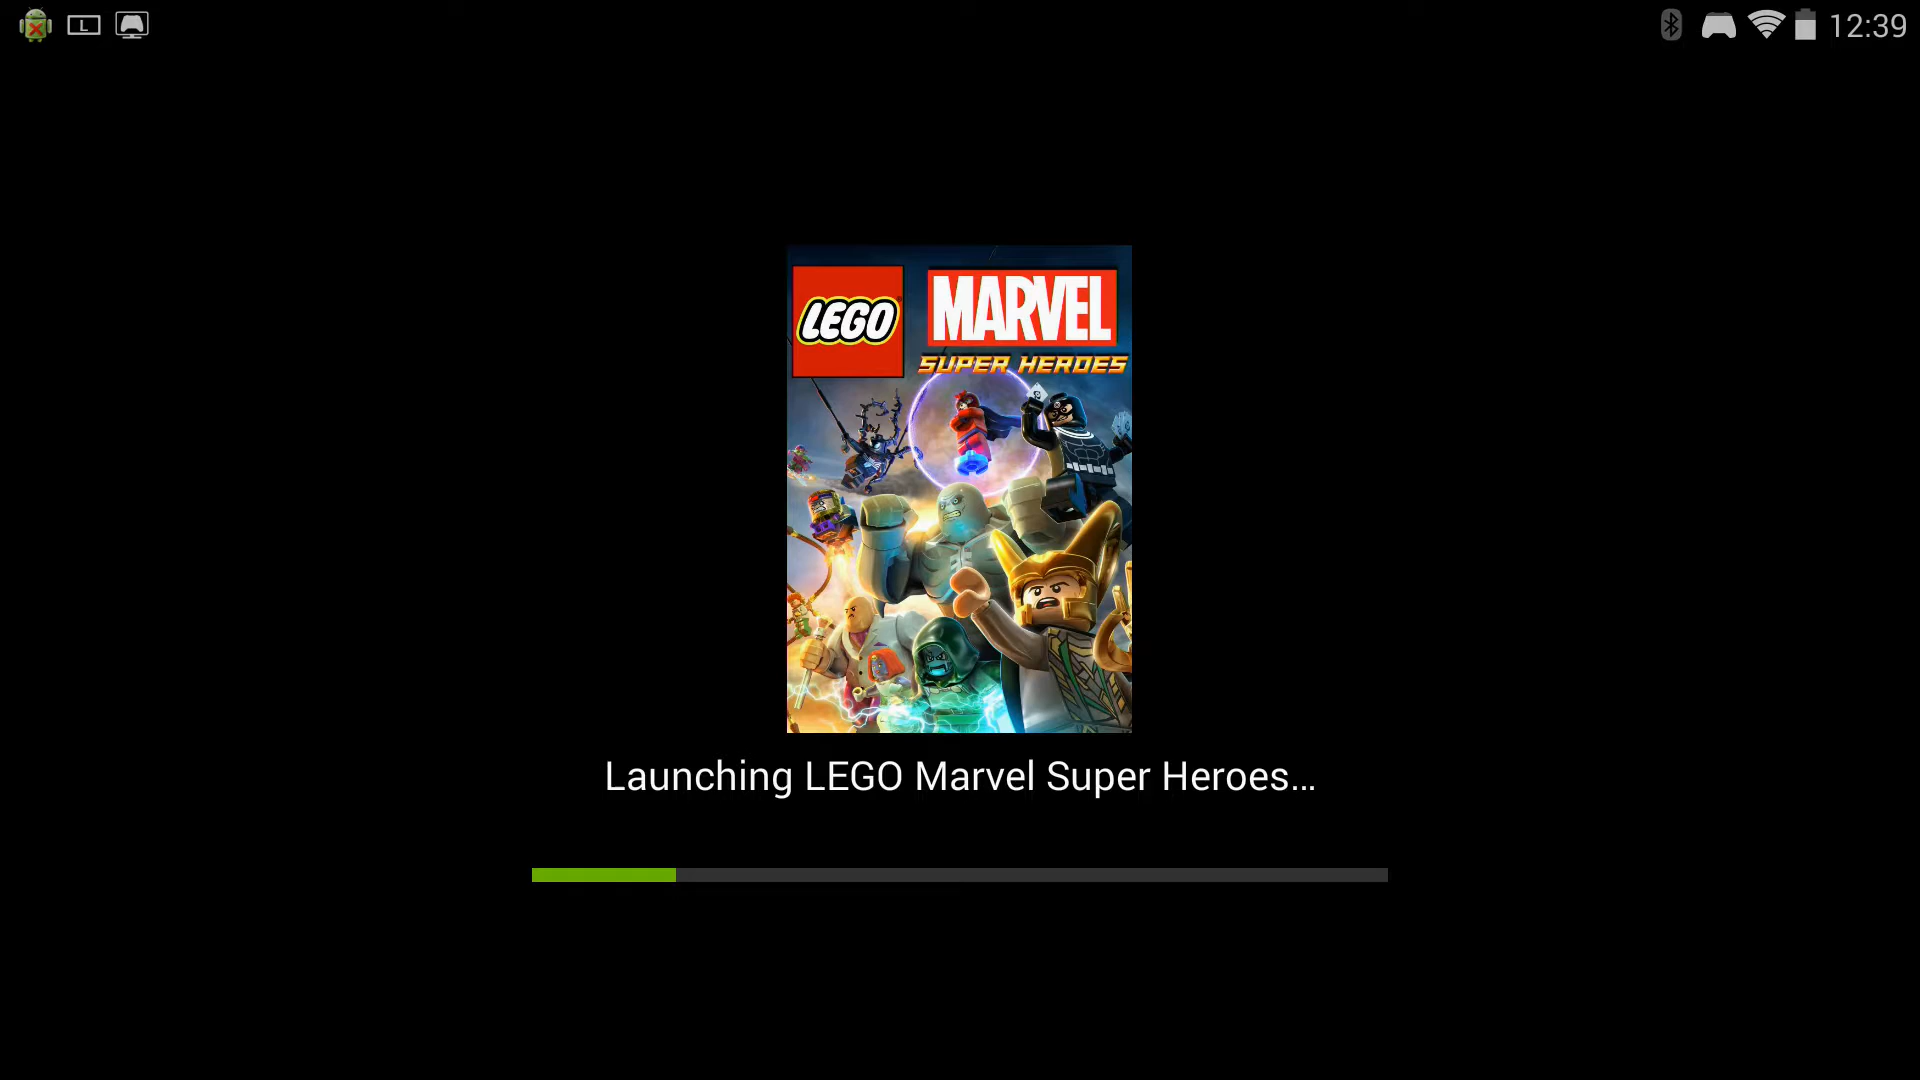 L
12:39
LEGO
MARVEL
SUPER HEROES
Launching LEGO Marvel Super Heroes...